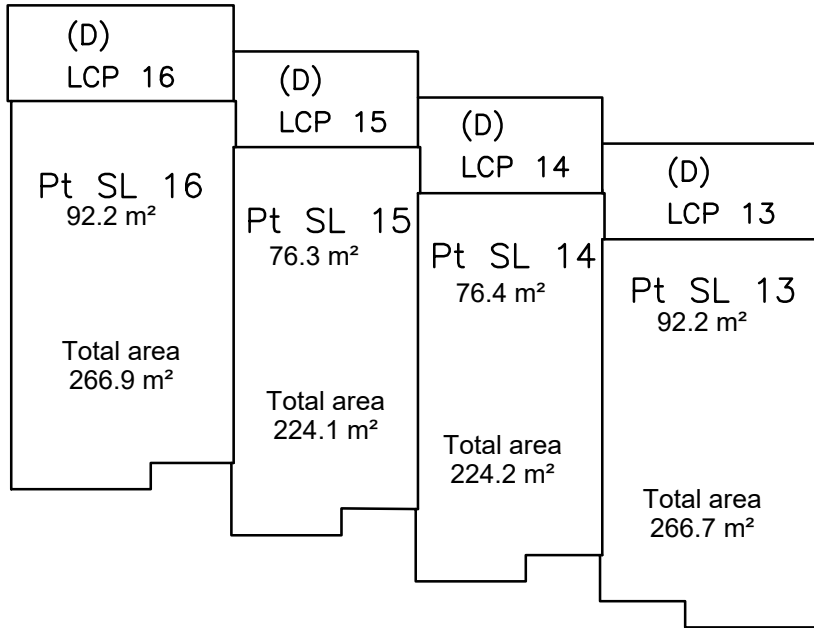 (D)
LCP 16
Pt SL 16
92.2 m²
Total area
266.9 m²
(D)
LCP 15
Pt SL 15
76.3 m²
Total area
224.1 m²
(D)
LCP 14
Pt SL 14
76.4 m²
Total area
224.2 m²
(D)
LCP 13
Pt SL 13
92.2 m²
Total area
266.7 m²